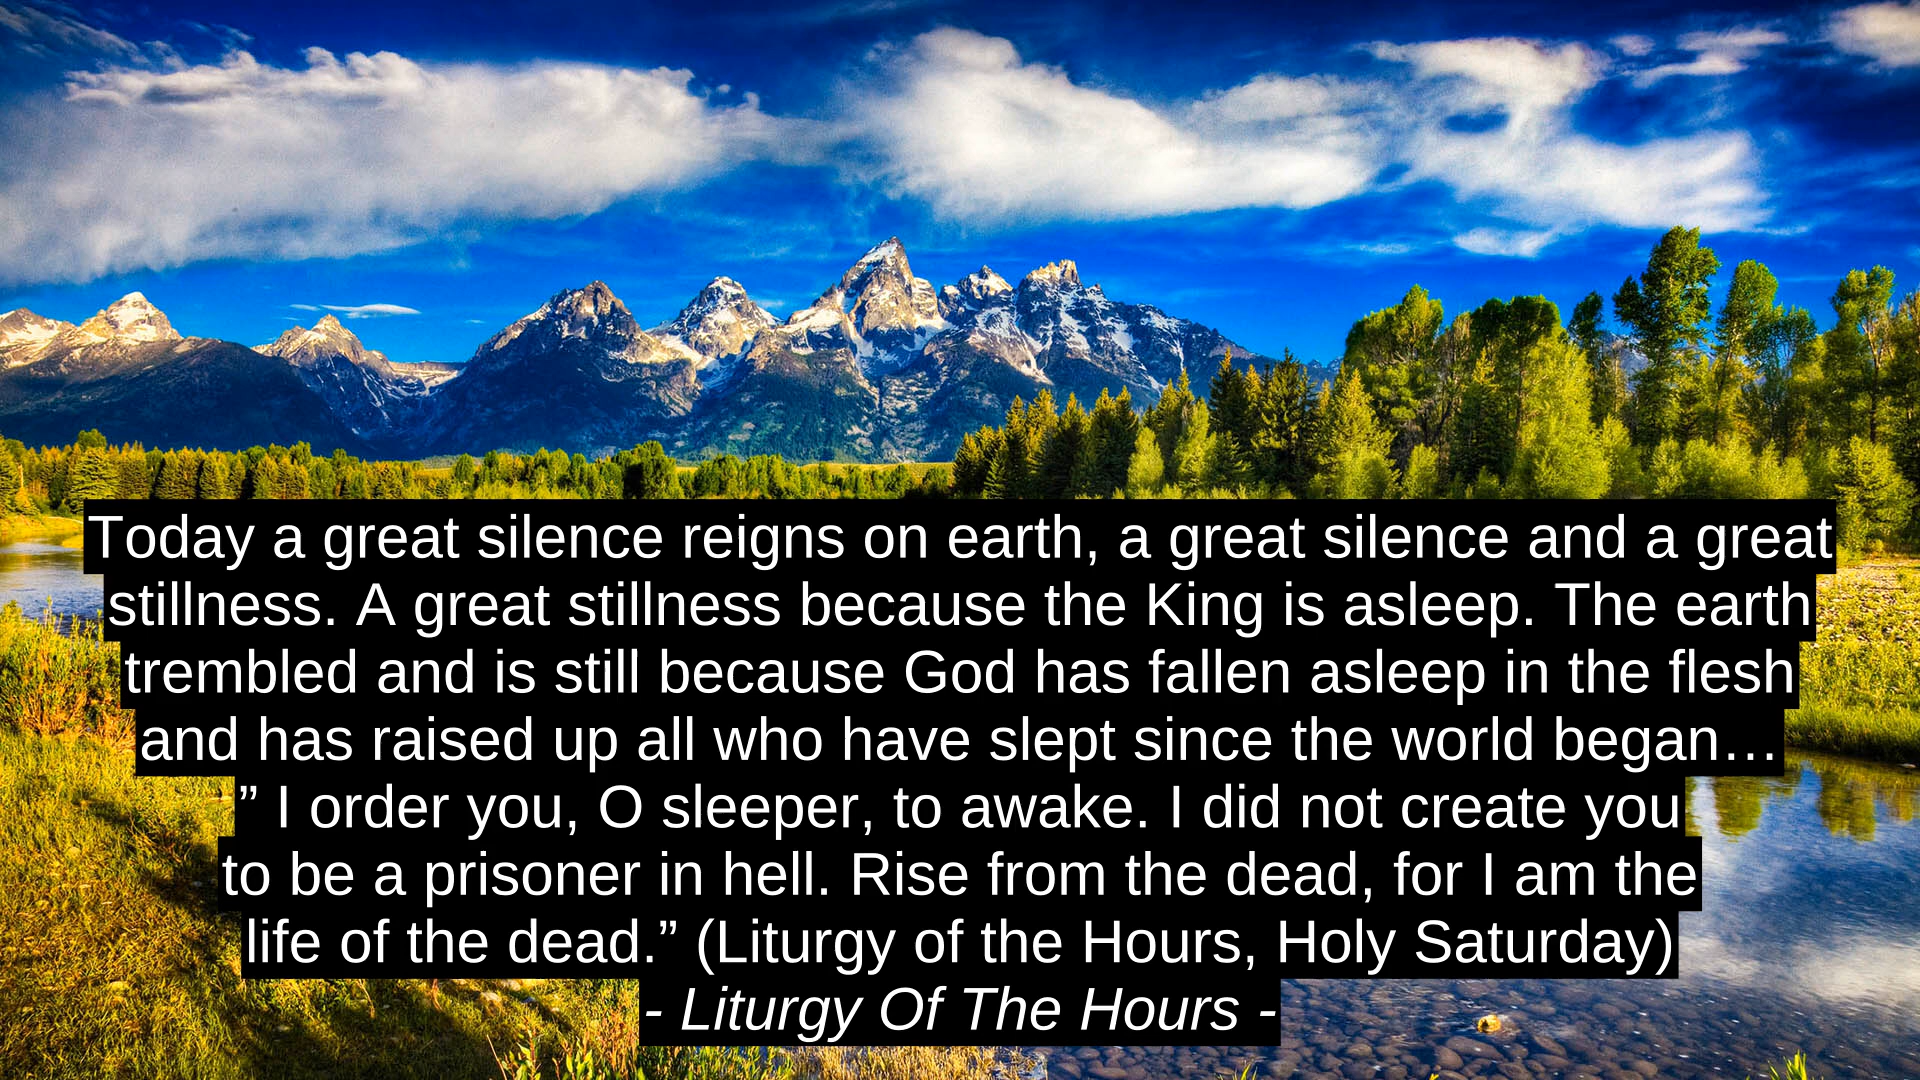 Today a great silence reigns on earth, a great silence and a great
stillness. A great stillness because the King is asleep. The earth
trembled and is still because God has fallen asleep in the flesh
and has raised up all who have slept since the world began…
” I order you, O sleeper, to awake. I did not create you
to be a prisoner in hell. Rise from the dead, for I am the
life of the dead.” (Liturgy of the Hours, Holy Saturday)
- Liturgy Of The Hours -